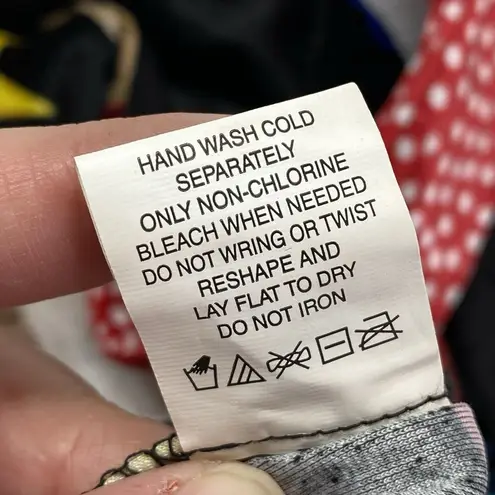 HAND WASH COLD
SEPARATELY
ONLY NON-CHLORINE
BLEACH WHEN NEEDED
DO NOT WRING OR TWIST
RESHAPE AND
LAY FLAT TO DRY
DO NOT IRON